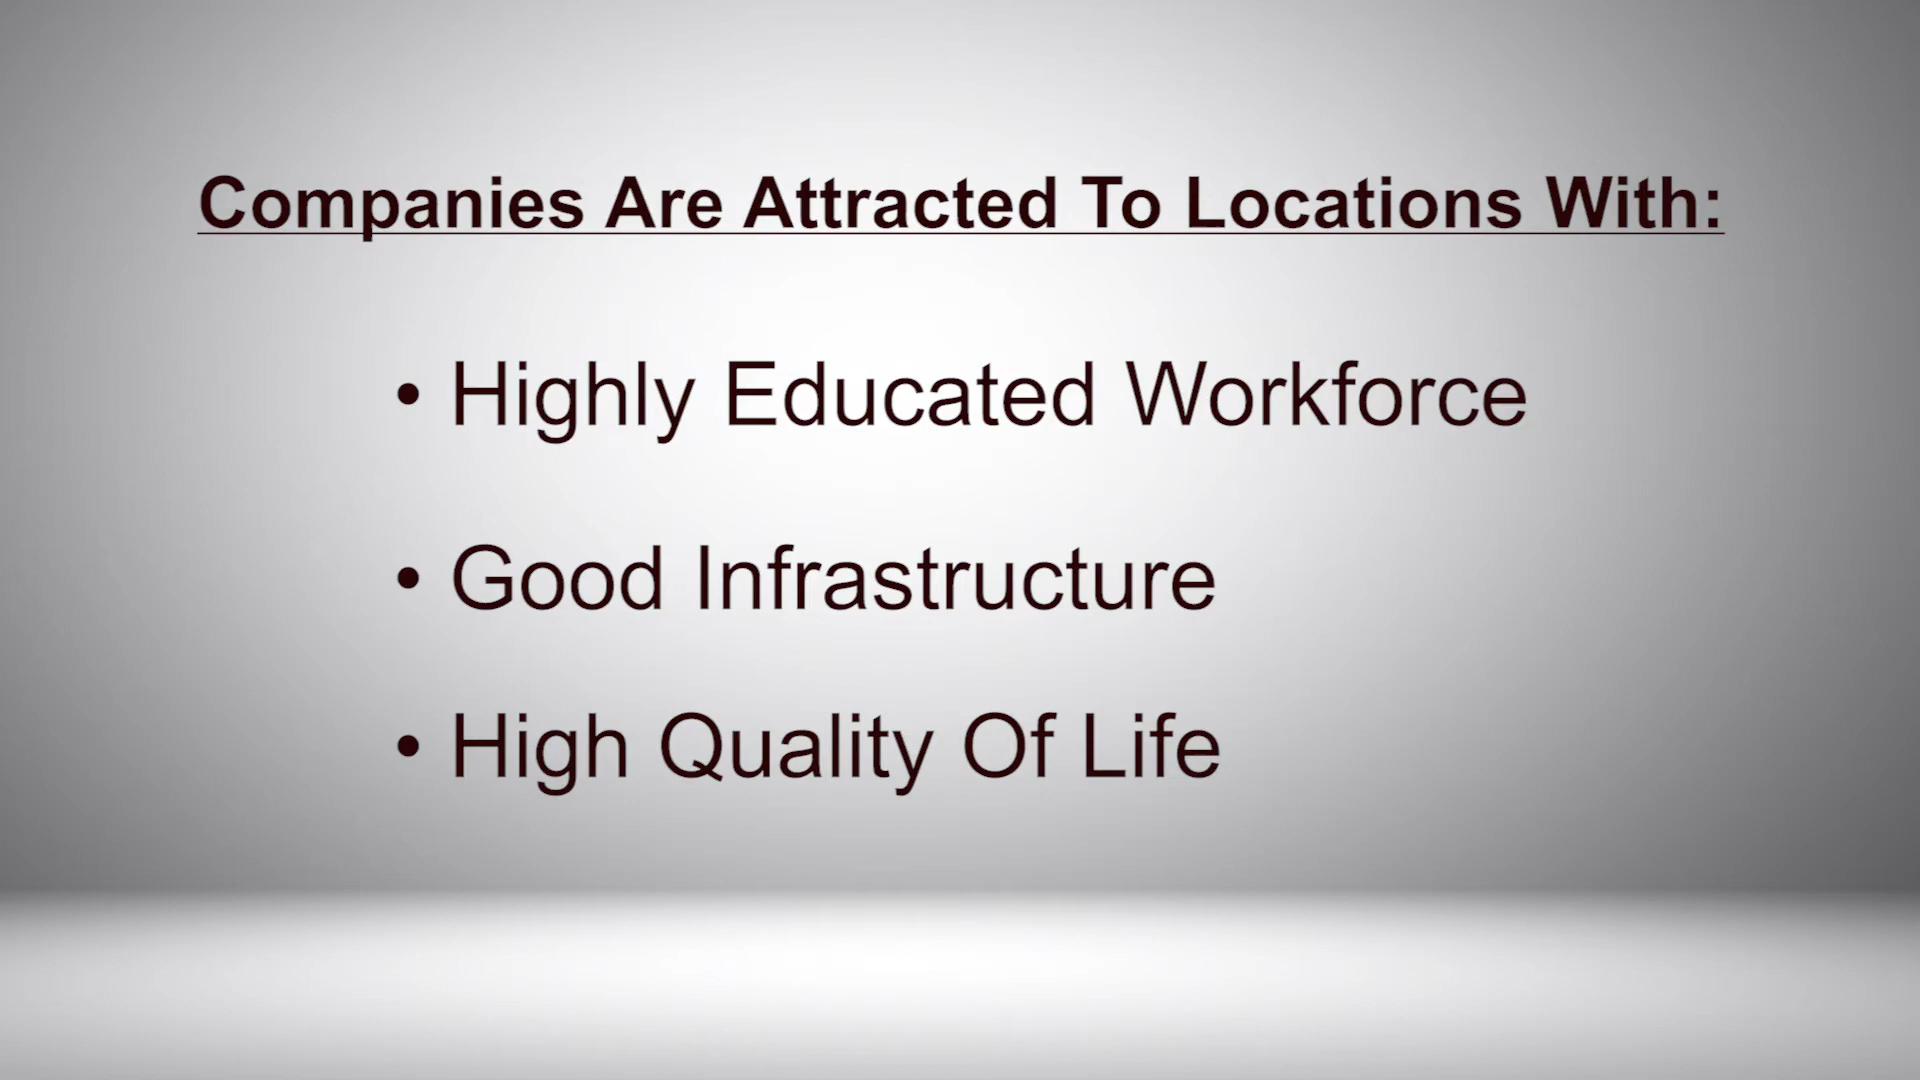 Companies Are Attracted To Locations With:
• Highly Educated Workforce
• Good Infrastructure
• High Quality Of Life